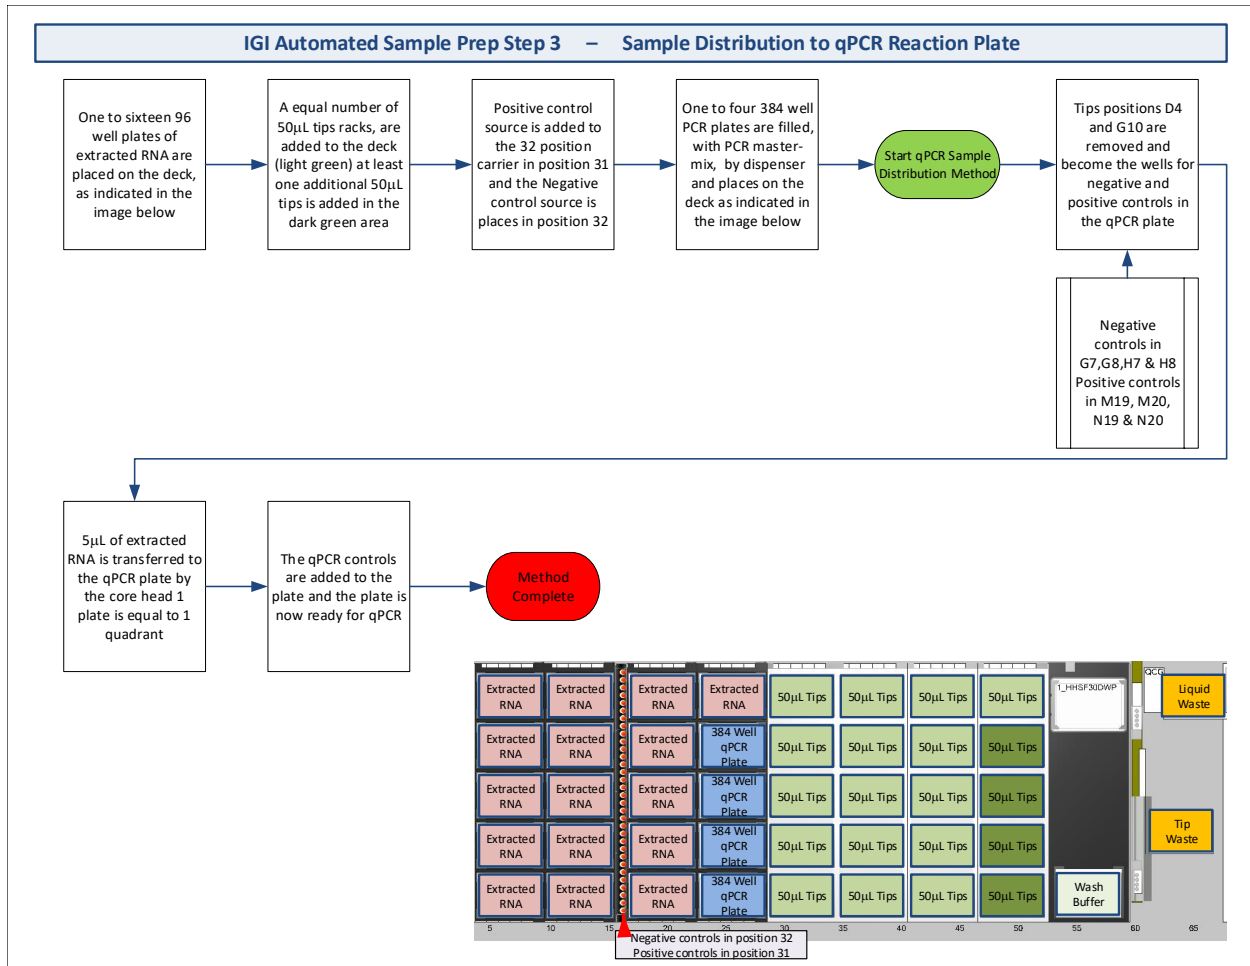 IGI Automated Sample Prep Step 3 – Sample Distribution to qPCR Reaction Plate
One to sixteen 96
well plates of
extracted RNA are
placed on the deck,
as indicated in the
image below
A equal number of
50µL tips racks, are
added to the deck
(light green) at least
one additional 50µL
tips is added in the
dark green area
Positive control
source is added to
the 32 position
carrier in position 31
and the Negative
control source is
places in position 32
One to four 384 well
PCR plates are filled,
with PCR master-
mix, by dispenser
and places on the
deck as indicated in
the image below
Start qPCR Sample
Distribution Method
Tips positions D4
and G10 are
removed and
become the wells for
negative and
positive controls in
the qPCR plate
Negative
controls in
G7,G8,H7 & H8
Positive controls
in M19, M20,
N19 & N20
5µL of extracted
RNA is transferred to
the qPCR plate by
the core head 1
plate is equal to 1
quadrant
The qPCR controls
are added to the
plate and the plate is
now ready for qPCR
Method
Complete
Extracted RNA
Extracted RNA
Extracted RNA
Extracted RNA
50µL Tips
50µL Tips
50µL Tips
50µL Tips
1_HHSF30DWP
QCG
Liquid
Waste
Extracted RNA
Extracted RNA
Extracted RNA
384 Well
qPCR
Plate
50µL Tips
50µL Tips
50µL Tips
50µL Tips
Extracted RNA
Extracted RNA
Extracted RNA
384 Well
qPCR
Plate
50µL Tips
50µL Tips
50µL Tips
50µL Tips
Tip
Waste
Extracted RNA
Extracted RNA
Extracted RNA
384 Well
qPCR
Plate
50µL Tips
50µL Tips
50µL Tips
50µL Tips
Extracted RNA
Extracted RNA
Extracted RNA
384 Well
qPCR
Plate
50µL Tips
50µL Tips
50µL Tips
50µL Tips
Wash
Buffer
5 10 15 20 25 30 35 40 45 50 55 60 65
Negative controls in position 32
Positive controls in position 31